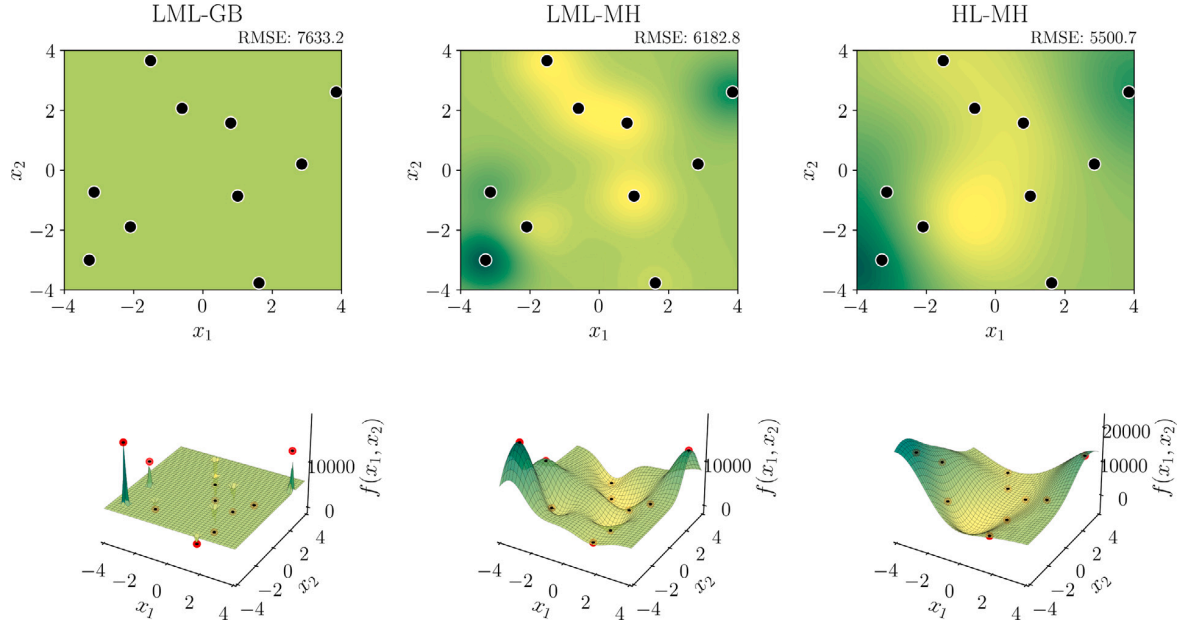 LML-GB
LML-MH
HL-MH
RMSE: 7633.2
RMSE: 6182.8
RMSE: 5500.7
4
2
0
−2
−4
x2
−4 −2 0 2 4
x1
4
2
0
−2
−4
x2
−4 −2 0 2 4
x1
4
2
0
−2
−4
x2
−4 −2 0 2 4
x1
10000
0
f(x1, x2)
−4 −2 0 2 4
x1
−4 −2 0 2 4
x2
10000
0
f(x1, x2)
−4 −2 0 2 4
x1
−4 −2 0 2 4
x2
20000
10000
0
f(x1, x2)
−4 −2 0 2 4
x1
−4 −2 0 2 4
x2